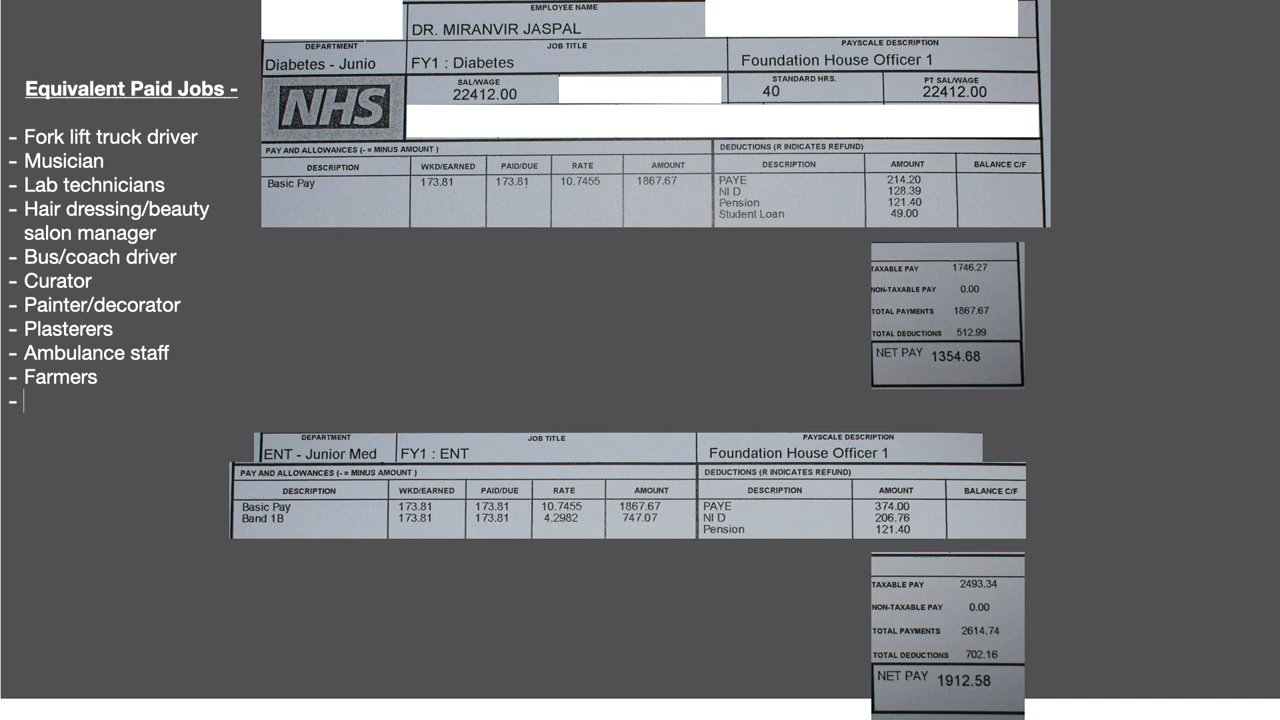 EMPLOYEE NAME
DR. MIRANVIR JASPAL
DEPARTMENT JOB TITLE PAYSCALE DESCRIPTION
Diabetes - Junio FY1 : Diabetes Foundation House Officer 1
SAL/WAGE STANDARD HRS. PT SAL/WAGE
22412.00 40 22412.00
NHS
PAY AND ALLOWANCES (- = MINUS AMOUNT ) DEDUCTIONS (R INDICATES REFUND)
DESCRIPTION WKD/EARNED PAID/DUE RATE AMOUNT DESCRIPTION AMOUNT BALANCE C/F
Basic Pay 173.81 173.81 10.7455 1867.67 PAYE 214.20
NI D 128.39
Pension 121.40
Student Loan 49.00
Equivalent Paid Jobs -
- Fork lift truck driver
- Musician
- Lab technicians
- Hair dressing/beauty
salon manager
- Bus/coach driver
- Curator
- Painter/decorator
- Plasterers
- Ambulance staff
- Farmers
-
TAXABLE PAY 1746.27
NON-TAXABLE PAY 0.00
TOTAL PAYMENTS 1867.67
TOTAL DEDUCTIONS 512.99
NET PAY 1354.68
DEPARTMENT JOB TITLE PAYSCALE DESCRIPTION
ENT - Junior Med FY1 : ENT Foundation House Officer 1
PAY AND ALLOWANCES (- = MINUS AMOUNT ) DEDUCTIONS (R INDICATES REFUND)
DESCRIPTION WKD/EARNED PAID/DUE RATE AMOUNT DESCRIPTION AMOUNT BALANCE C/F
Basic Pay 173.81 173.81 10.7455 1867.67 PAYE 374.00
Band 1B 173.81 173.81 4.2982 747.07 NI D 206.76
Pension 121.40
TAXABLE PAY 2493.34
NON-TAXABLE PAY 0.00
TOTAL PAYMENTS 2614.74
TOTAL DEDUCTIONS 702.16
NET PAY 1912.58